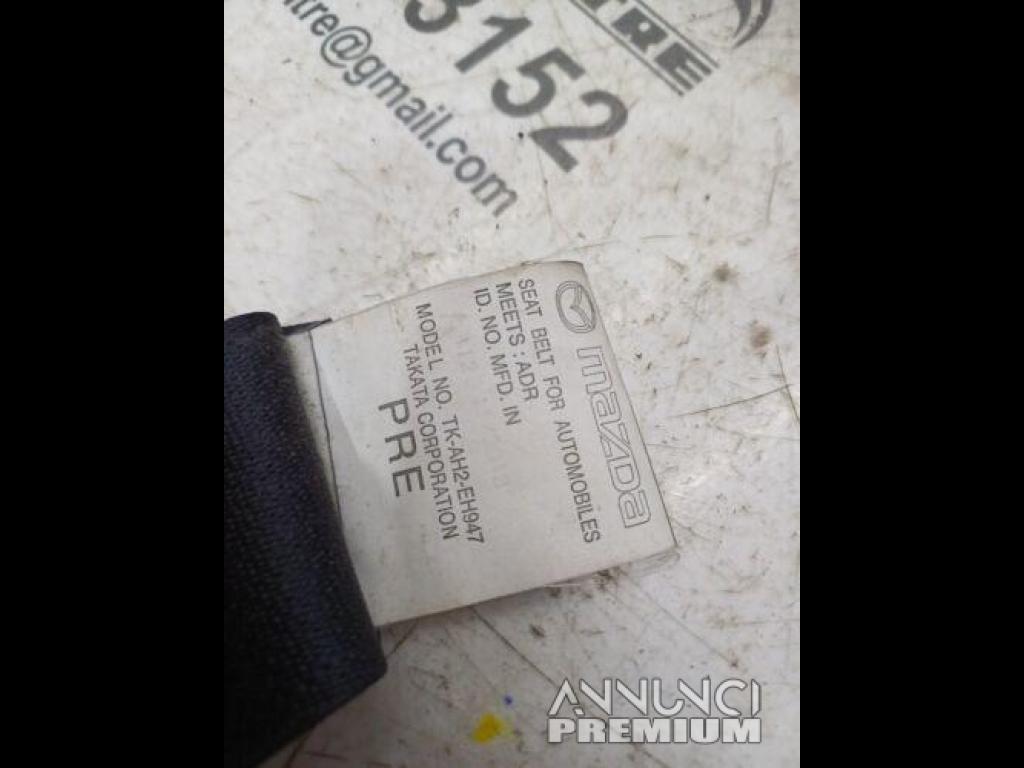 3152
ntre@gmail.com
TRE
mazda
SEAT BELT FOR AUTOMOBILES
MEETS : ADR
ID. NO. MFD. IN
MODEL NO. TK-AH2-EH947
TAKATA CORPORATION
PRE
ANNUNCI
PREMIUM